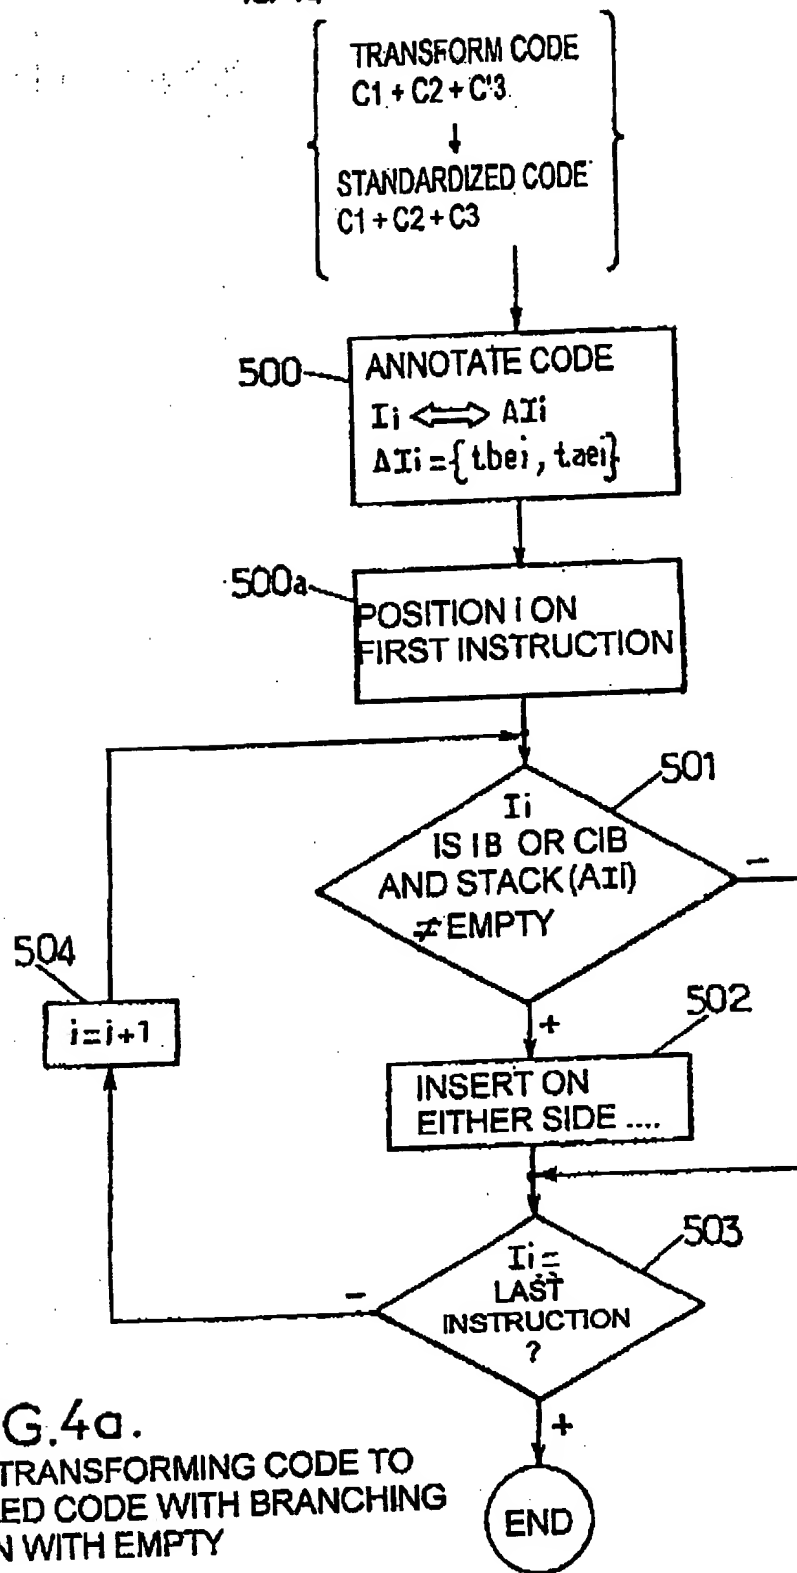 TRANSFORM CODE
C1 + C2 + C'3
STANDARDIZED CODE
C1 + C2 + C3
500
ANNOTATE CODE
Ii ⇔ AIi
AIi = {tbei, taei}
500a
POSITION i ON
FIRST INSTRUCTION
501
Ii
IS IB OR CIB
AND STACK (AIi)
≠ EMPTY
–
504
i=i+1
+
502
INSERT ON
EITHER SIDE ....
503
Ii =
LAST
INSTRUCTION
?
–
+
G.4a.
TRANSFORMING CODE TO
ED CODE WITH BRANCHING
N WITH EMPTY
END